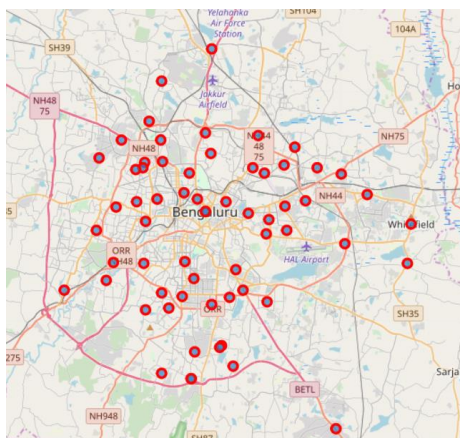 Yelahanka
Air Force
Station
SH104
SH39
104A
Jakkur
Airfield
NH48
75
NH44
48
75
NH48
NH75
NH44
Bengaluru
Whitefield
ORR
NH48
HAL Airport
ORR
SH35
275
BETL
Sarja
NH948
SH87